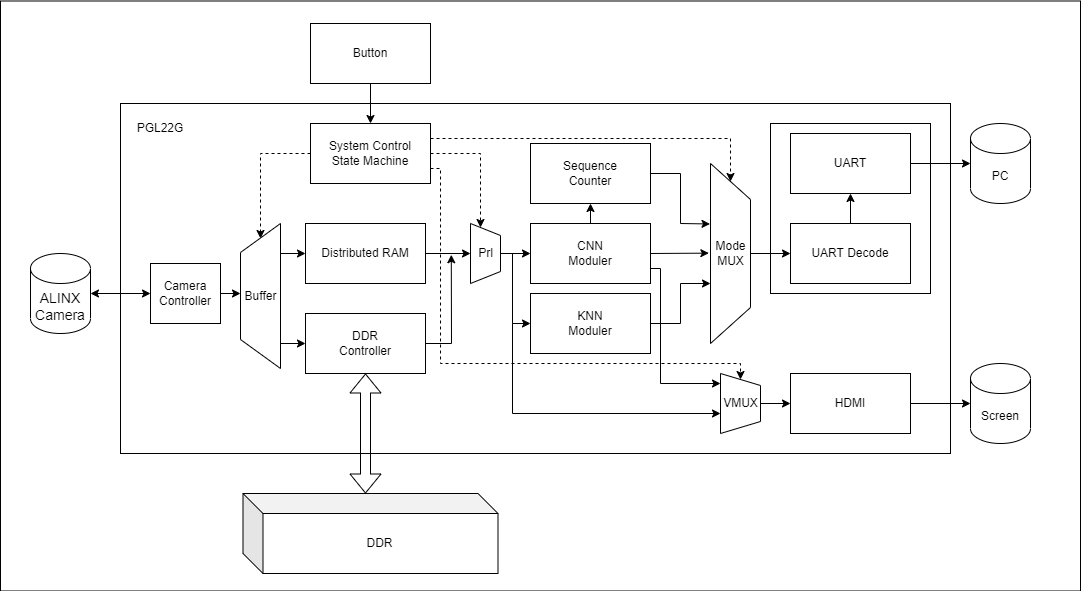 Button
PGL22G
System Control
State Machine
Sequence
Counter
UART
PC
Distributed RAM
PrI
CNN
Moduler
Mode
MUX
UART Decode
ALINX
Camera
Camera
Controller
Buffer
DDR
Controller
KNN
Moduler
VMUX
HDMI
Screen
DDR